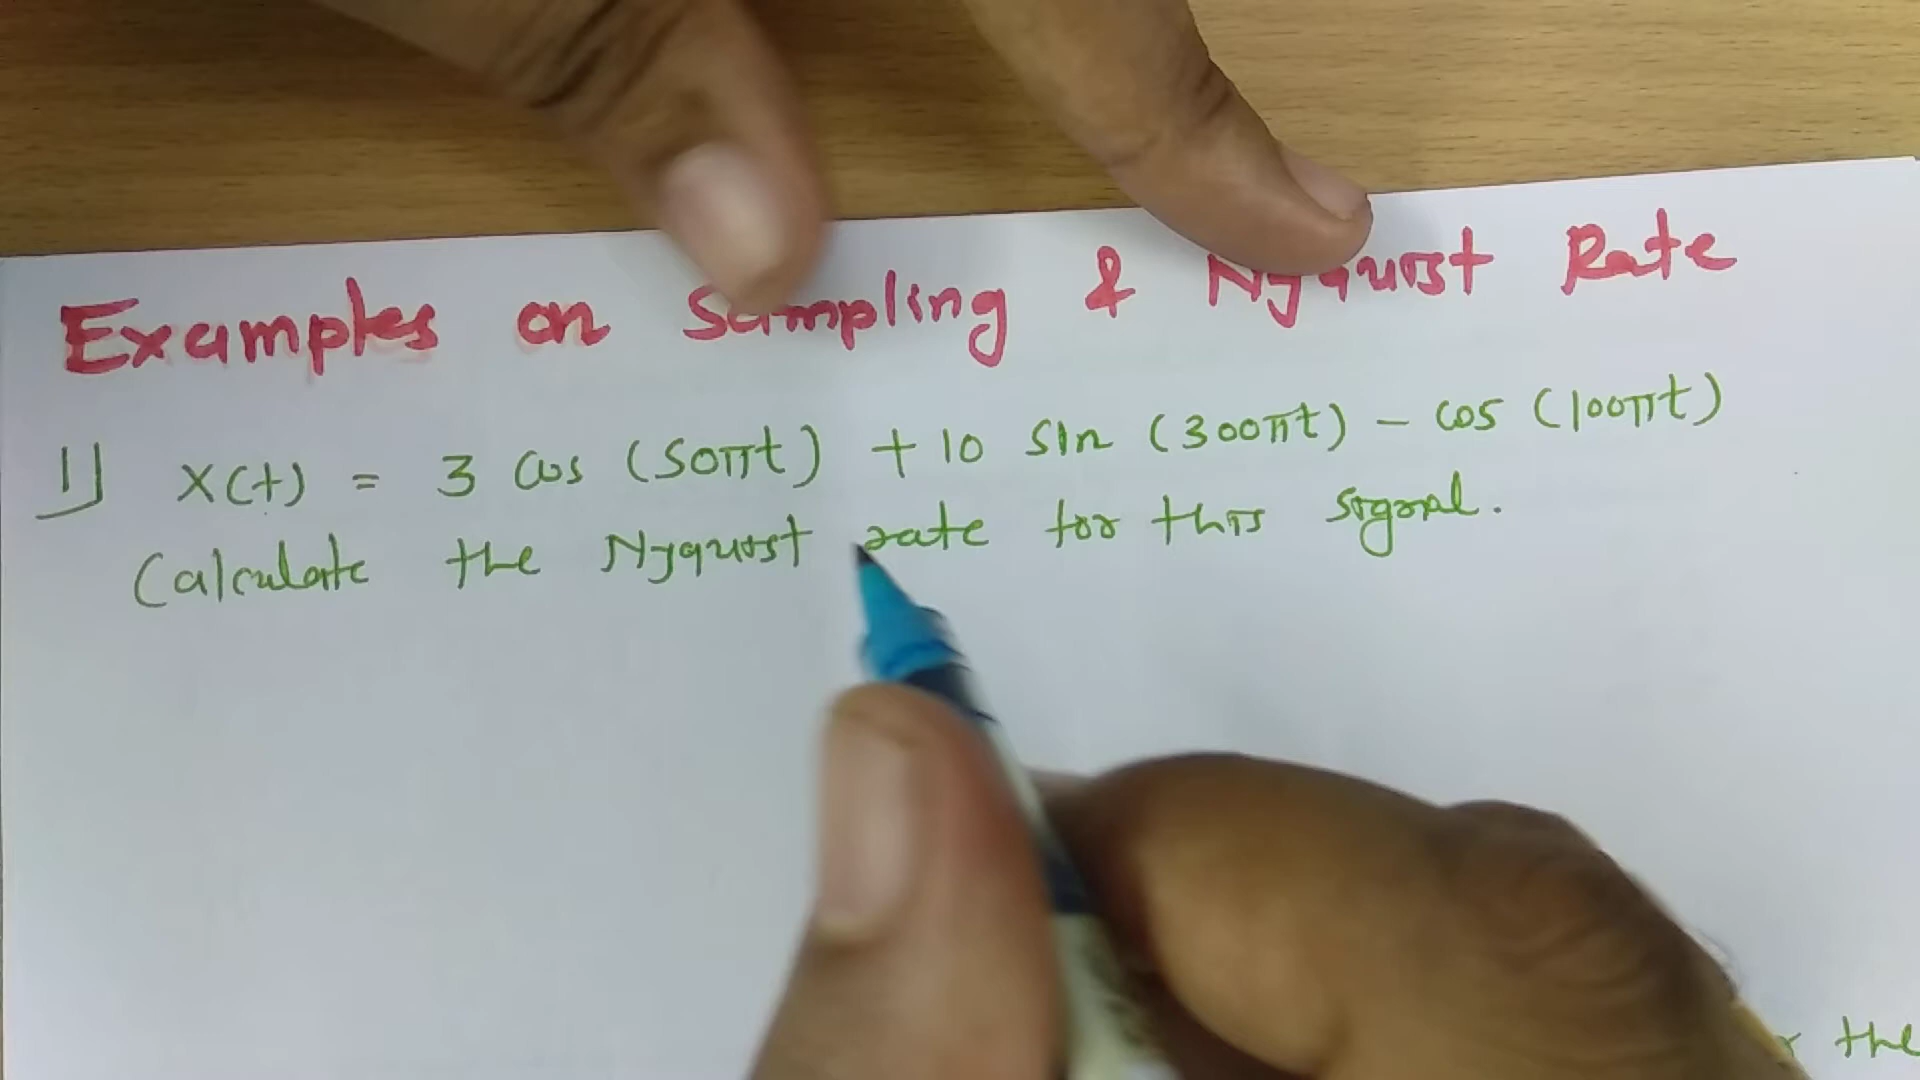 Examples on Sampling & Nyquist Rate
1] x(t) = 3 cos (50πt) + 10 sin (300πt) - cos (100πt)
Calculate the Nyquist rate for this signal.
the